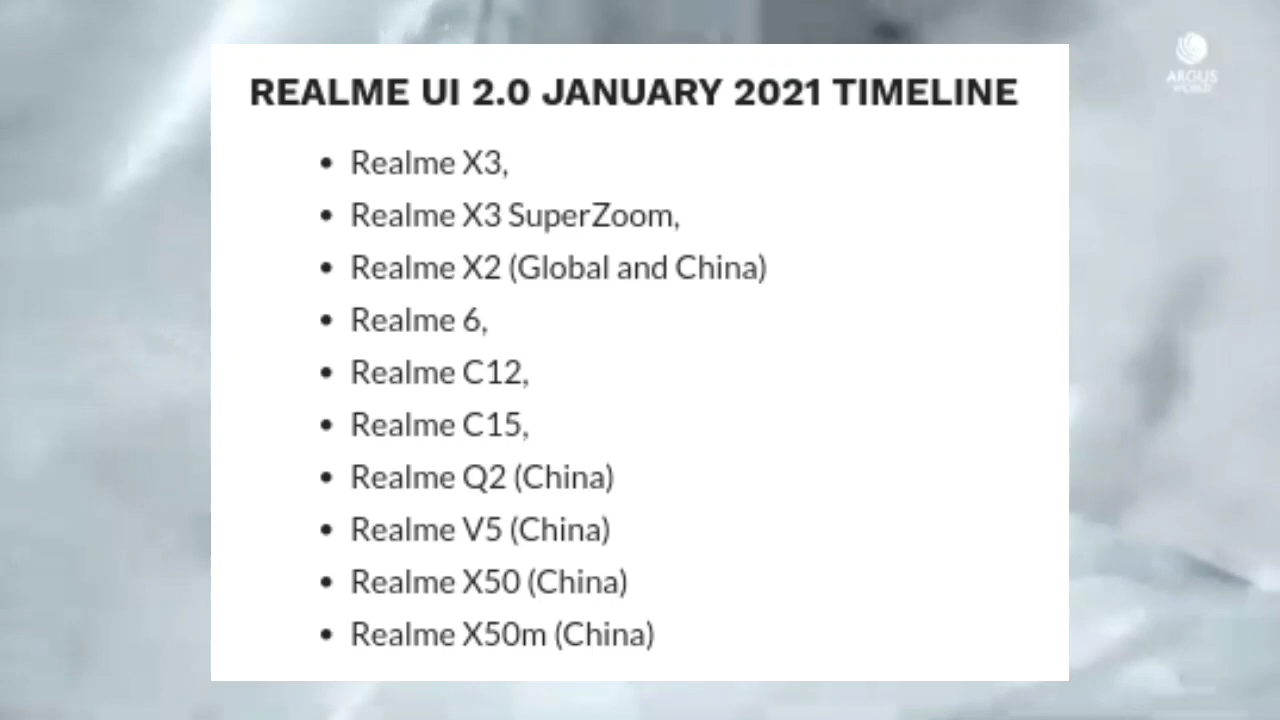 REALME UI 2.0 JANUARY 2021 TIMELINE
ARGUS
WORLD
• Realme X3,
• Realme X3 SuperZoom,
• Realme X2 (Global and China)
• Realme 6,
• Realme C12,
• Realme C15,
• Realme Q2 (China)
• Realme V5 (China)
• Realme X50 (China)
• Realme X50m (China)